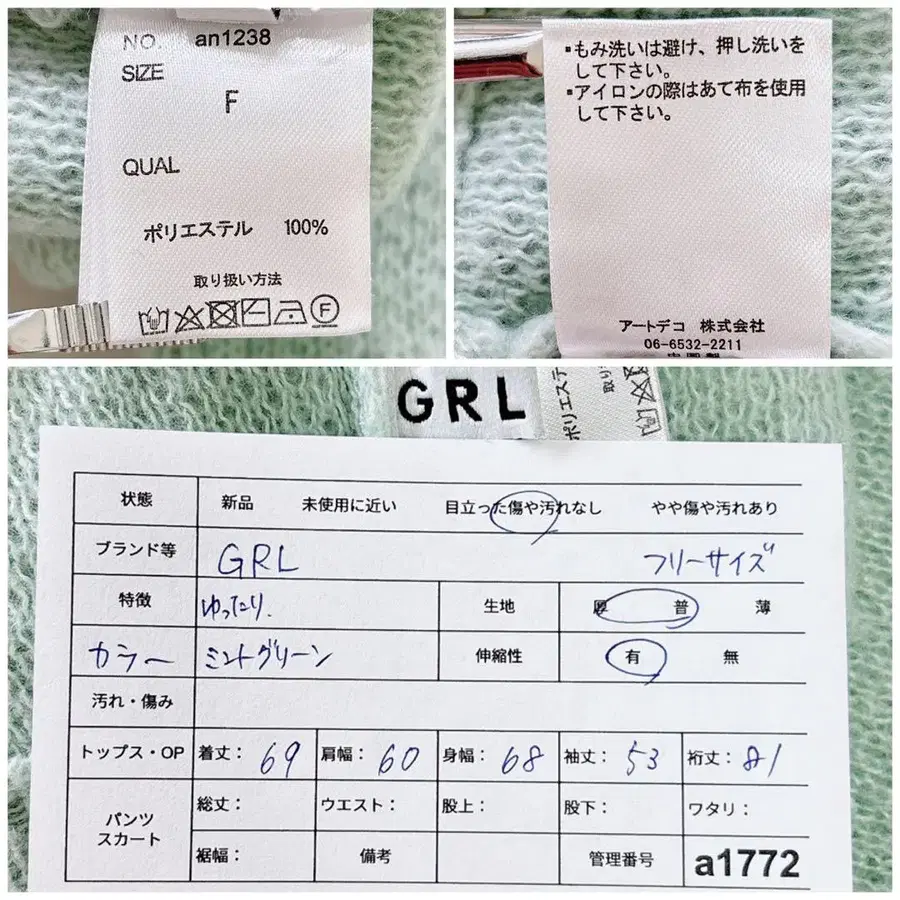 NO. an1238
SIZE
F
QUAL
ポリエステル 100%
取り扱い方法
F
▪もみ洗いは避け、押し洗いを
して下さい。
▪アイロンの際はあて布を使用
して下さい。
アートデコ 株式会社
06-6532-2211
GRL
ポリエステ
取り
状態 新品 未使用に近い 目立った傷や汚れなし やや傷や汚れあり
ブランド等 GRL フリーサイズ
特徴 ゆったり. 生地 厚 普 薄
カラー ミントグリーン 伸縮性 有 無
汚れ・傷み
トップス・OP 着丈: 69 肩幅: 60 身幅: 68 袖丈: 53 裄丈: 81
パンツ
スカート
総丈: ウエスト: 股上: 股下: ワタリ:
裾幅: 備考 管理番号 a1772